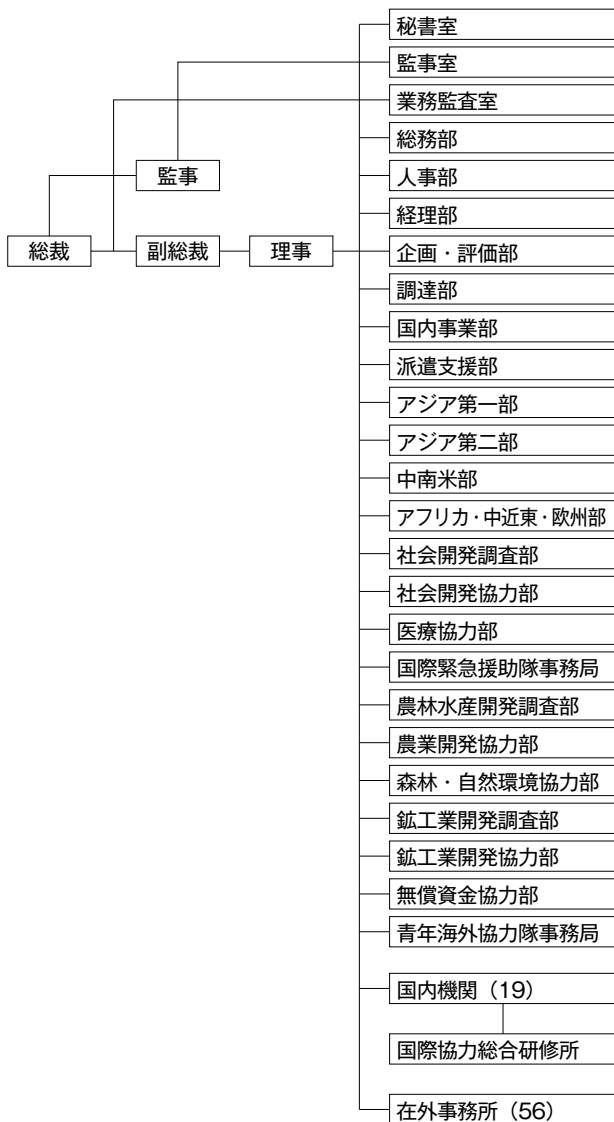 総裁
監事
副総裁
理事
秘書室
監事室
業務監査室
総務部
人事部
経理部
企画・評価部
調達部
国内事業部
派遣支援部
アジア第一部
アジア第二部
中南米部
アフリカ・中近東・欧州部
社会開発調査部
社会開発協力部
医療協力部
国際緊急援助隊事務局
農林水産開発調査部
農業開発協力部
森林・自然環境協力部
鉱工業開発調査部
鉱工業開発協力部
無償資金協力部
青年海外協力隊事務局
国内機関（19）
国際協力総合研修所
在外事務所（56）